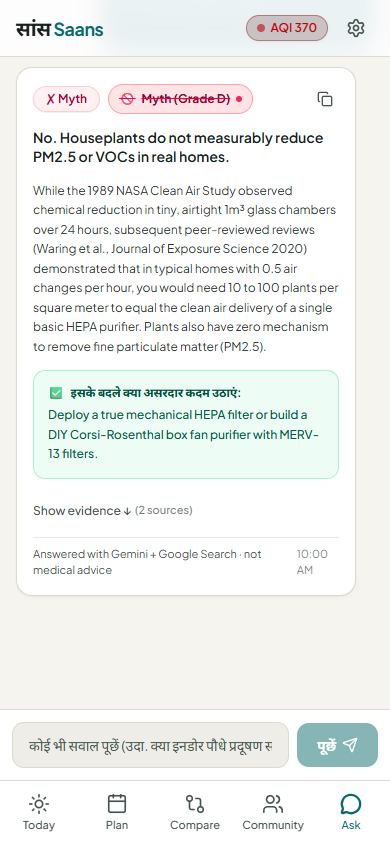 सांस Saans
AQI 370
✗ Myth
Myth (Grade D)
No. Houseplants do not measurably reduce
PM2.5 or VOCs in real homes.
While the 1989 NASA Clean Air Study observed
chemical reduction in tiny, airtight 1m³ glass chambers
over 24 hours, subsequent peer-reviewed reviews
(Waring et al., Journal of Exposure Science 2020)
demonstrated that in typical homes with 0.5 air
changes per hour, you would need 10 to 100 plants per
square meter to equal the clean air delivery of a single
basic HEPA purifier. Plants also have zero mechanism
to remove fine particulate matter (PM2.5).
✅ इसके बदले क्या असरदार कदम उठाएं:
Deploy a true mechanical HEPA filter or build a
DIY Corsi-Rosenthal box fan purifier with MERV-
13 filters.
Show evidence ↓ (2 sources)
Answered with Gemini + Google Search · not
medical advice
10:00
AM
कोई भी सवाल पूछें (उदा. क्या इनडोर पौधे प्रदूषण
पूछें
Today
Plan
Compare
Community
Ask